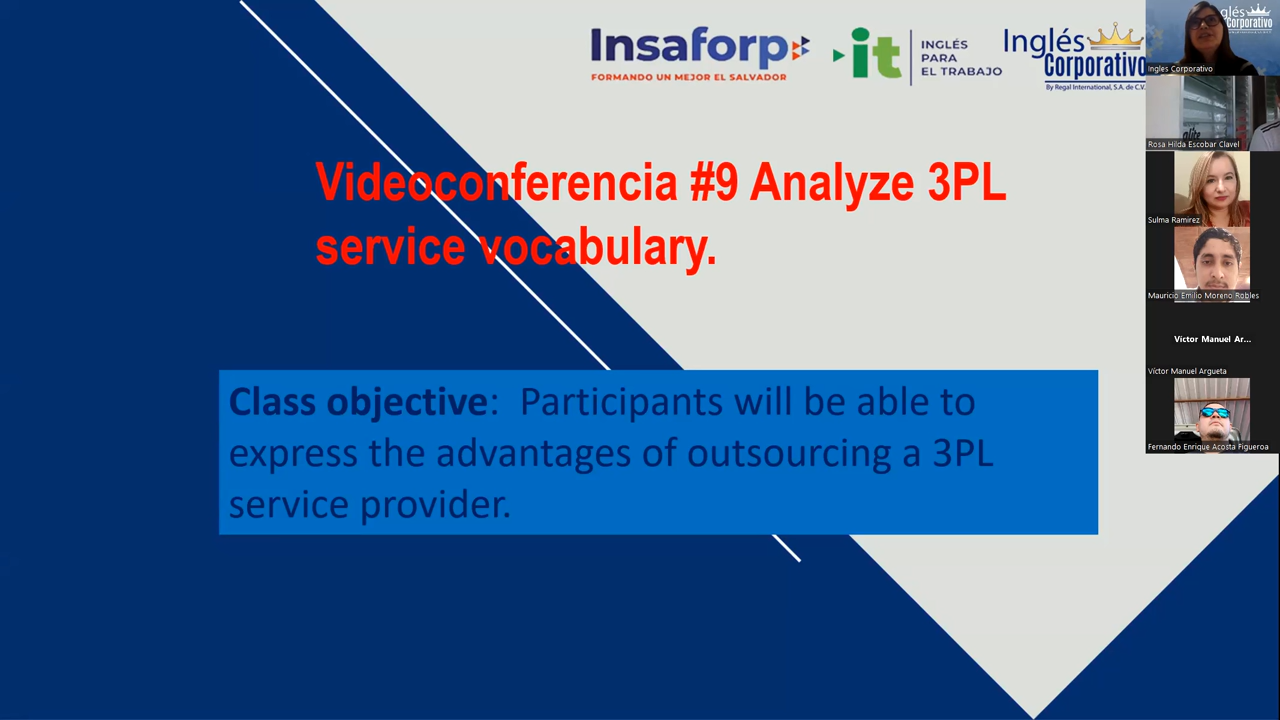 Insaforp
FORMANDO UN MEJOR EL SALVADOR
it
INGLÉS
PARA
EL TRABAJO
Inglés
Corporativo
By Regal International, S.A. de C.V.
Videoconferencia #9 Analyze 3PL
service vocabulary.
Class objective: Participants will be able to
express the advantages of outsourcing a 3PL
service provider.
Ingles Corporativo
Rosa Hilda Escobar Clavel
Sulma Ramirez
Mauricio Emilio Moreno Robles
Víctor Manuel Ar...
Víctor Manuel Argueta
Fernando Enrique Acosta Figueroa